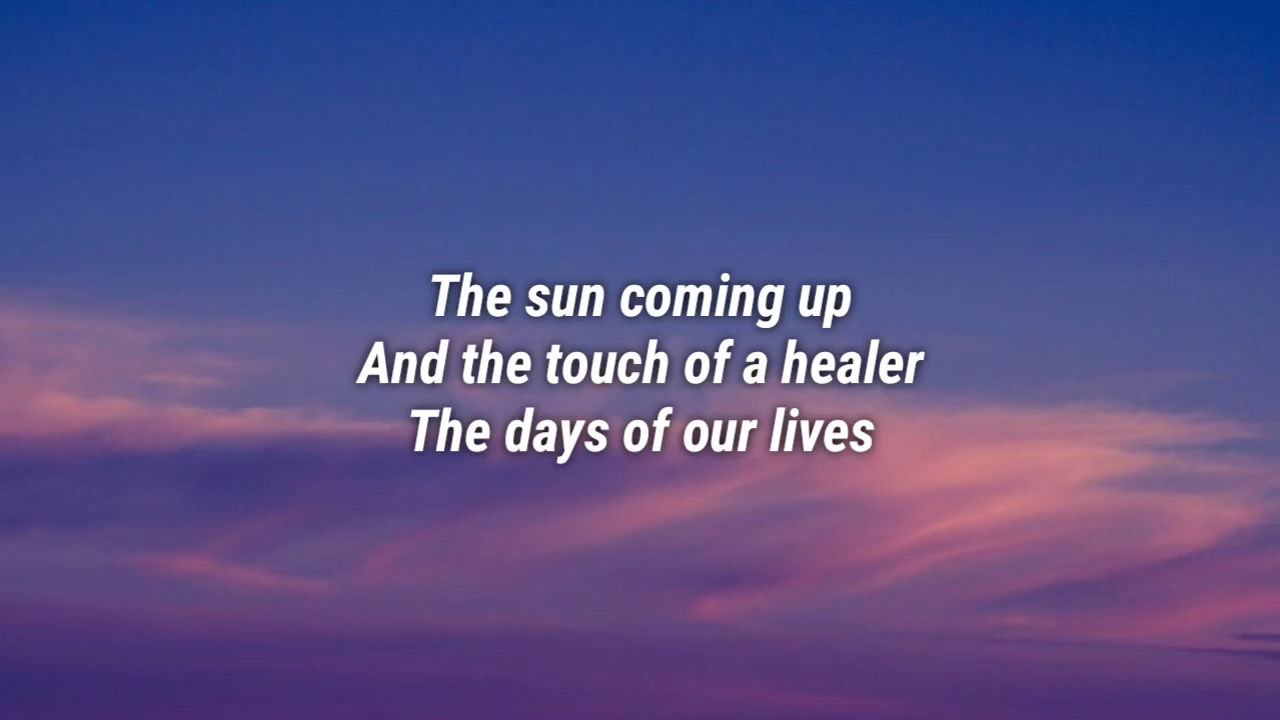 The sun coming up
And the touch of a healer
The days of our lives